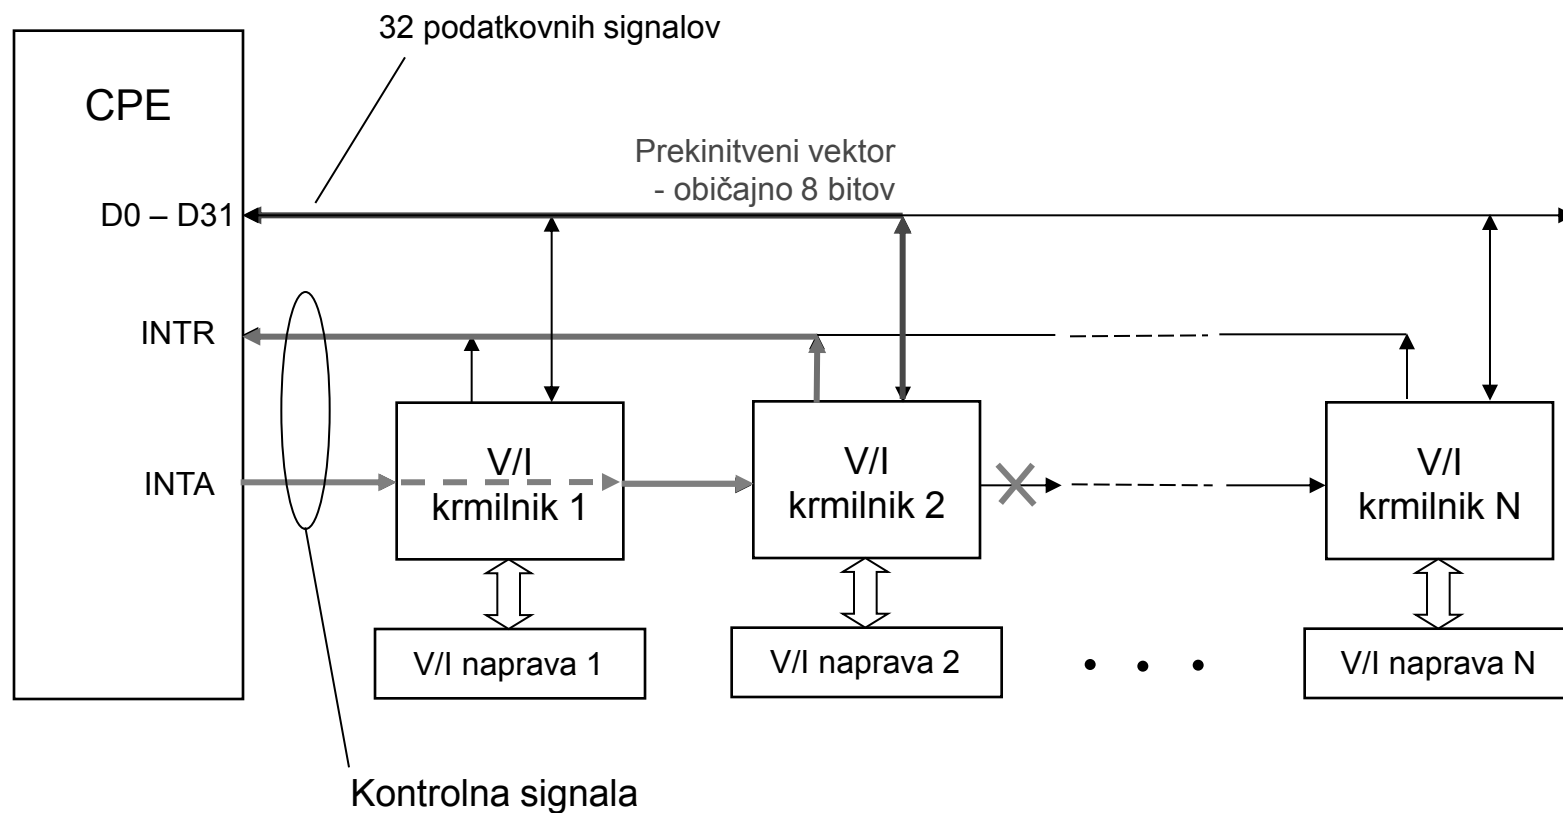 32 podatkovnih signalov
CPE
Prekinitveni vektor
- običajno 8 bitov
D0 – D31
INTR
INTA
V/I
krmilnik 1
V/I
krmilnik 2
V/I
krmilnik N
V/I naprava 1
V/I naprava 2
• • •
V/I naprava N
Kontrolna signala